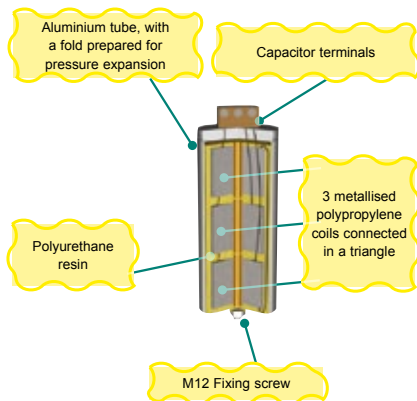 Aluminium tube, with
a fold prepared for
pressure expansion
Capacitor terminals
3 metallised
polypropylene
coils connected
in a triangle
Polyurethane
resin
M12 Fixing screw